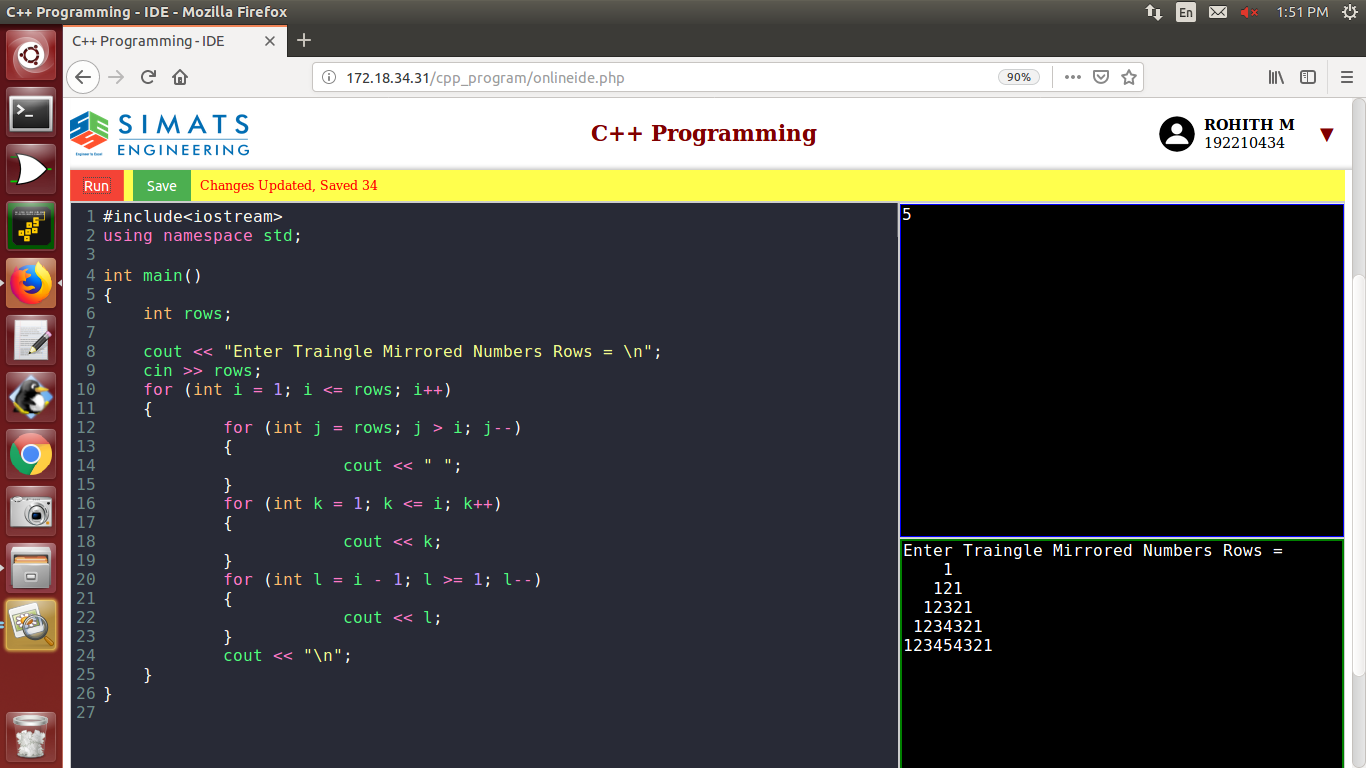 C++ Programming - IDE - Mozilla Firefox
En
1:51 PM
C++ Programming - IDE
172.18.34.31/cpp_program/onlineide.php
90%
SIMATS
ENGINEERING
Engineer to Excel
C++ Programming
ROHITH M
192210434
Run
Save
Changes Updated, Saved 34
1 #include<iostream>
2 using namespace std;
3
4 int main()
5 {
6     int rows;
7
8     cout << "Enter Traingle Mirrored Numbers Rows = \n";
9     cin >> rows;
10     for (int i = 1; i <= rows; i++)
11     {
12             for (int j = rows; j > i; j--)
13             {
14                         cout << " ";
15             }
16             for (int k = 1; k <= i; k++)
17             {
18                         cout << k;
19             }
20             for (int l = i - 1; l >= 1; l--)
21             {
22                         cout << l;
23             }
24             cout << "\n";
25     }
26 }
27
5
Enter Traingle Mirrored Numbers Rows =
    1
   121
  12321
 1234321
123454321